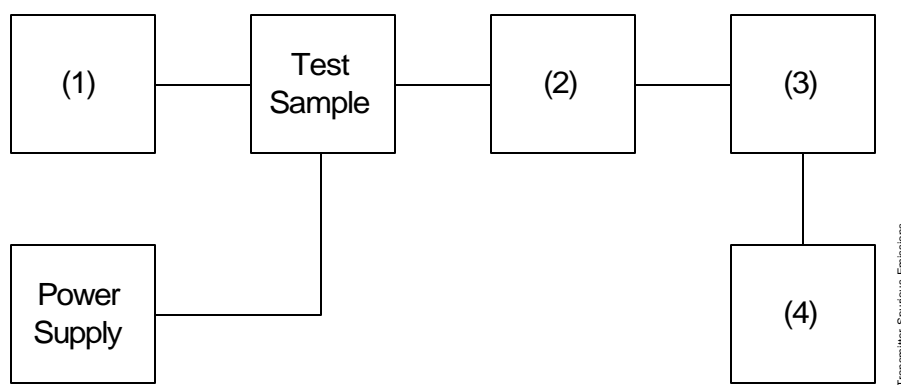 (1)
Test
Sample
(2)
(3)
Power
Supply
(4)
Transmitter Spurious Emissions